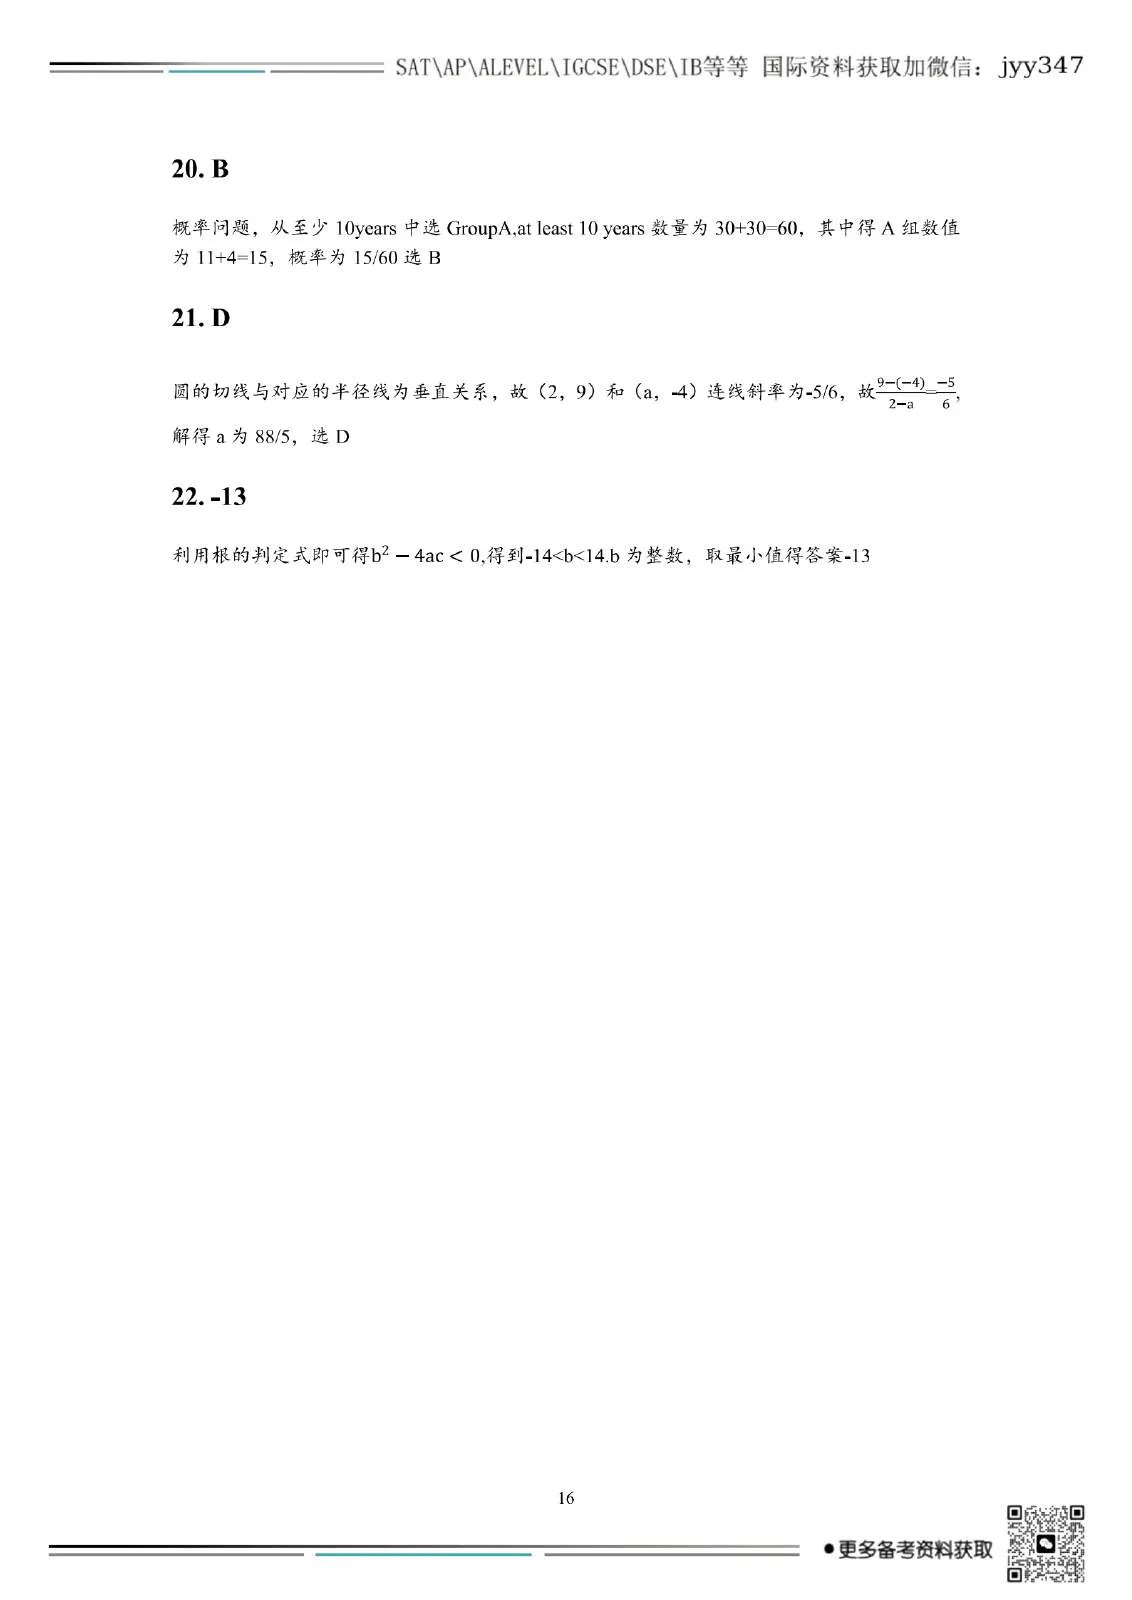 SAT\AP\ALEVEL\IGCSE\DSE\IB等等 国际资料获取加微信：jyy347
20. B
概率问题，从至少 10years 中选 GroupA,at least 10 years 数量为 30+30=60，其中得 A 组数值
为 11+4=15，概率为 15/60 选 B
21. D
圆的切线与对应的半径线为垂直关系，故（2，9）和（a，-4）连线斜率为-5/6，故9−(−4)/2−a=−5/6,
解得 a 为 88/5，选 D
22. -13
利用根的判定式即可得b² − 4ac < 0,得到-14<b<14.b 为整数，取最小值得答案-13
16
●更多备考资料获取